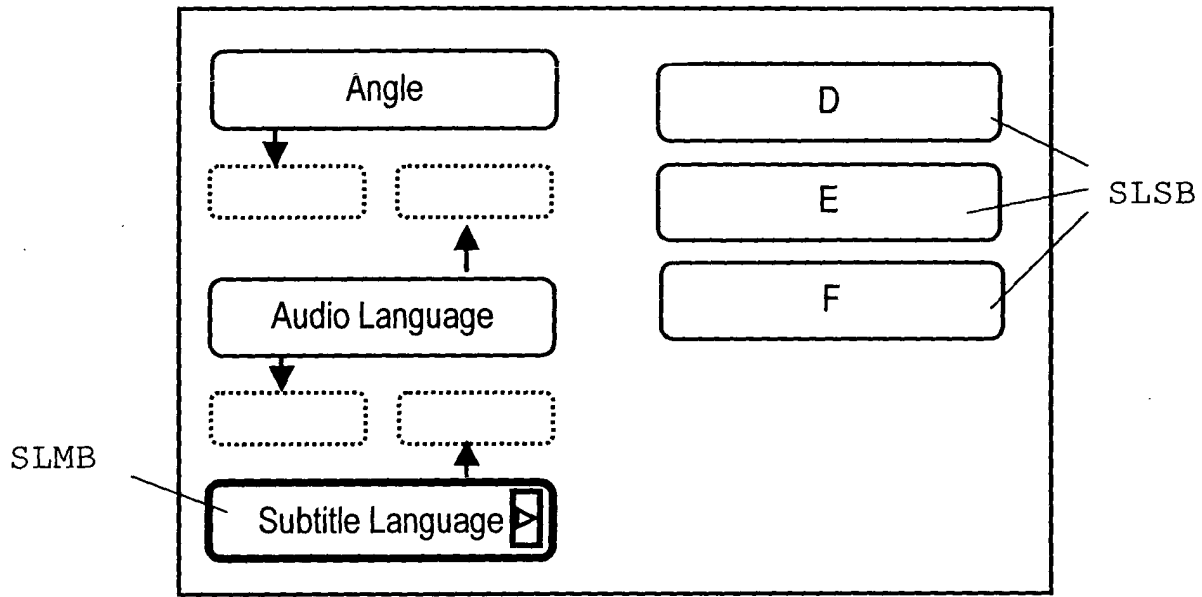 Angle
D
E
SLSB
Audio Language
F
SLMB
Subtitle Language